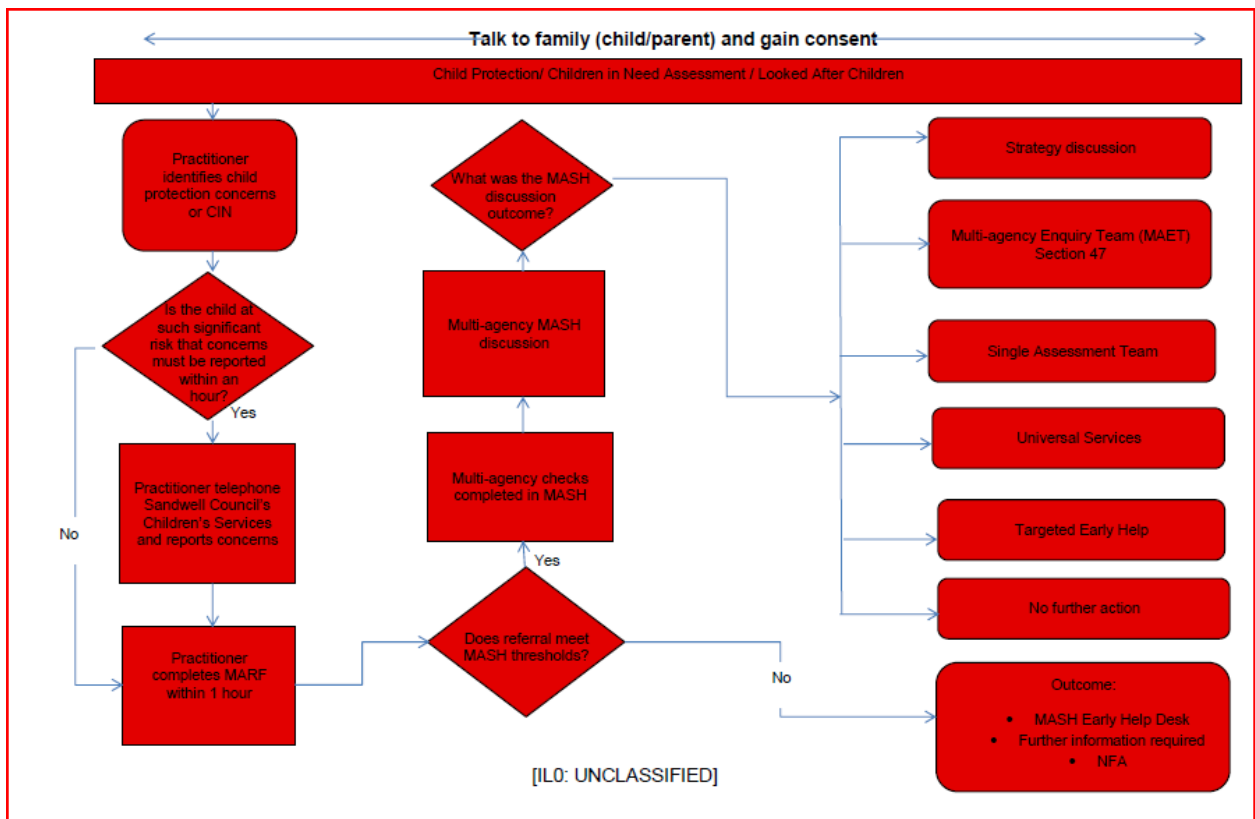 Talk to family (child/parent) and gain consent
Child Protection/ Children in Need Assessment / Looked After Children
Practitioner
identifies child
protection concerns
or CIN
Is the child at
such significant
risk that concerns
must be reported
within an
hour?
Yes
No
Practitioner telephone
Sandwell Council's
Children's Services
and reports concerns
Practitioner
completes MARF
within 1 hour
What was the MASH
discussion
outcome?
Multi-agency MASH
discussion
Multi-agency checks
completed in MASH
Yes
Does referral meet
MASH thresholds?
No
Strategy discussion
Multi-agency Enquiry Team (MAET)
Section 47
Single Assessment Team
Universal Services
Targeted Early Help
No further action
Outcome:
• MASH Early Help Desk
• Further information required
• NFA
[IL0: UNCLASSIFIED]